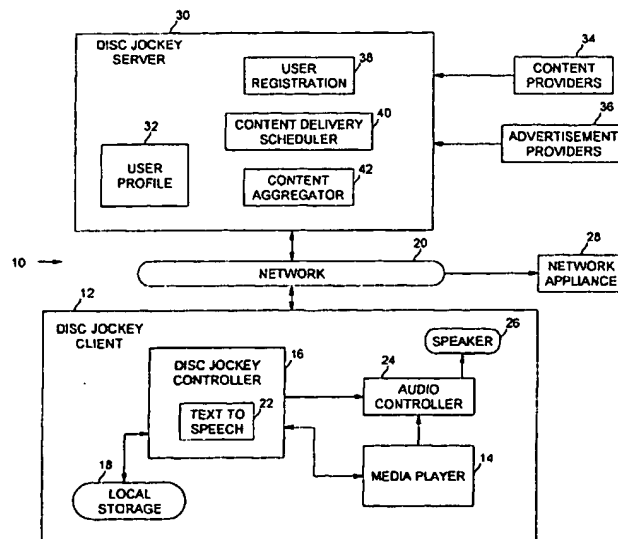 30
DISC JOCKEY
SERVER
38
USER
REGISTRATION
34
CONTENT
PROVIDERS
40
CONTENT DELIVERY
SCHEDULER
36
ADVERTISEMENT
PROVIDERS
32
USER
PROFILE
42
CONTENT
AGGREGATOR
10
20
NETWORK
28
NETWORK
APPLIANCE
12
DISC JOCKEY
CLIENT
26
SPEAKER
16
DISC JOCKEY
CONTROLLER
24
AUDIO
CONTROLLER
22
TEXT TO
SPEECH
14
MEDIA PLAYER
18
LOCAL
STORAGE